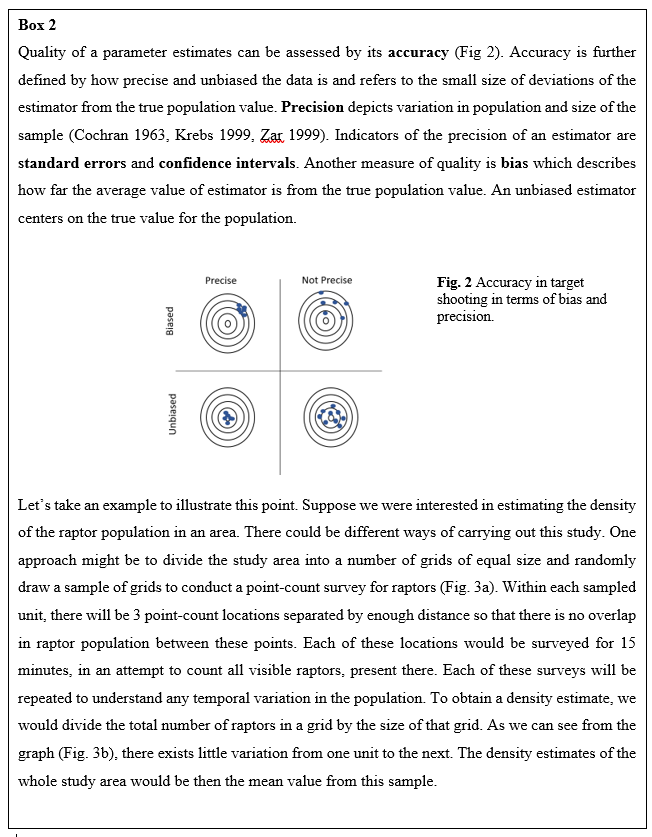 Box 2
Quality of a parameter estimates can be assessed by its accuracy (Fig 2). Accuracy is further
defined by how precise and unbiased the data is and refers to the small size of deviations of the
estimator from the true population value. Precision depicts variation in population and size of the
sample (Cochran 1963, Krebs 1999, Zar 1999). Indicators of the precision of an estimator are
standard errors and confidence intervals. Another measure of quality is bias which describes
how far the average value of estimator is from the true population value. An unbiased estimator
centers on the true value for the population.
Precise
Not Precise
Biased
Unbiased
Fig. 2 Accuracy in target
shooting in terms of bias and
precision.
Let's take an example to illustrate this point. Suppose we were interested in estimating the density
of the raptor population in an area. There could be different ways of carrying out this study. One
approach might be to divide the study area into a number of grids of equal size and randomly
draw a sample of grids to conduct a point-count survey for raptors (Fig. 3a). Within each sampled
unit, there will be 3 point-count locations separated by enough distance so that there is no overlap
in raptor population between these points. Each of these locations would be surveyed for 15
minutes, in an attempt to count all visible raptors, present there. Each of these surveys will be
repeated to understand any temporal variation in the population. To obtain a density estimate, we
would divide the total number of raptors in a grid by the size of that grid. As we can see from the
graph (Fig. 3b), there exists little variation from one unit to the next. The density estimates of the
whole study area would be then the mean value from this sample.